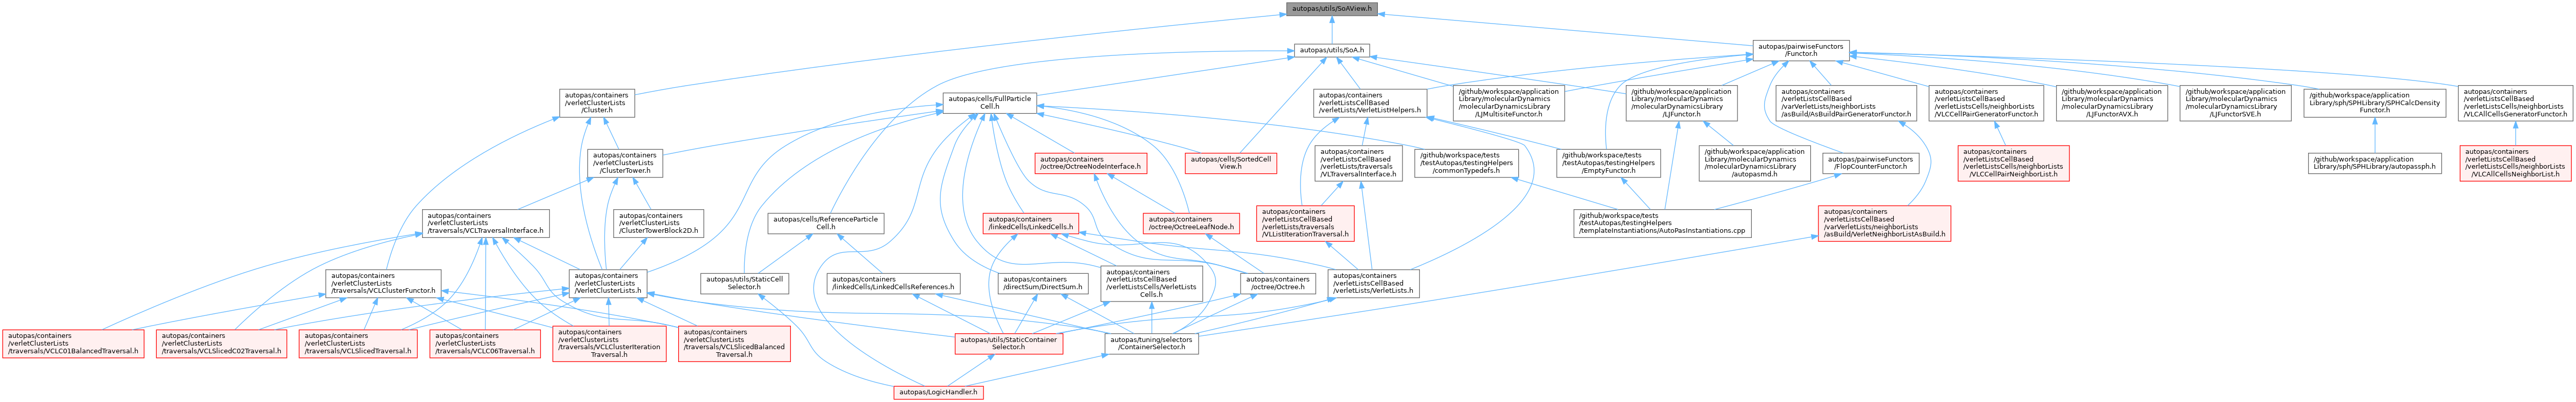 autopas/utils/SoAView.h
autopas/utils/SoA.h
autopas/pairwiseFunctors
/Functor.h
autopas/containers
/verletClusterLists
/Cluster.h
autopas/cells/FullParticle
Cell.h
autopas/containers
/verletListsCellBased
/verletLists/VerletListHelpers.h
/github/workspace/application
Library/molecularDynamics
/molecularDynamicsLibrary
/LJMultisiteFunctor.h
/github/workspace/application
Library/molecularDynamics
/molecularDynamicsLibrary
/LJFunctor.h
autopas/containers
/verletListsCellBased
/varVerletLists/neighborLists
/asBuild/AsBuildPairGeneratorFunctor.h
autopas/containers
/verletListsCellBased
/verletListsCells/neighborLists
/VLCCellPairGeneratorFunctor.h
/github/workspace/application
Library/molecularDynamics
/molecularDynamicsLibrary
/LJFunctorAVX.h
/github/workspace/application
Library/molecularDynamics
/molecularDynamicsLibrary
/LJFunctorSVE.h
/github/workspace/application
Library/sph/SPHLibrary/SPHCalcDensity
Functor.h
autopas/containers
/verletListsCellBased
/verletListsCells/neighborLists
/VLCAllCellsGeneratorFunctor.h
autopas/containers
/verletClusterLists
/ClusterTower.h
autopas/containers
/octree/OctreeNodeInterface.h
autopas/cells/SortedCell
View.h
autopas/containers
/verletListsCellBased
/verletLists/traversals
/VLTraversalInterface.h
/github/workspace/tests
/testAutopas/testingHelpers
/commonTypedefs.h
/github/workspace/tests
/testAutopas/testingHelpers
/EmptyFunctor.h
/github/workspace/application
Library/molecularDynamics
/molecularDynamicsLibrary
/autopasmd.h
autopas/pairwiseFunctors
/FlopCounterFunctor.h
autopas/containers
/verletListsCellBased
/verletListsCells/neighborLists
/VLCCellPairNeighborList.h
/github/workspace/application
Library/sph/SPHLibrary/autopassph.h
autopas/containers
/verletListsCellBased
/verletListsCells/neighborLists
/VLCAllCellsNeighborList.h
autopas/containers
/verletClusterLists
/traversals/VCLTraversalInterface.h
autopas/containers
/verletClusterLists
/ClusterTowerBlock2D.h
autopas/cells/ReferenceParticle
Cell.h
autopas/containers
/linkedCells/LinkedCells.h
autopas/containers
/octree/OctreeLeafNode.h
autopas/containers
/verletListsCellBased
/verletLists/traversals
/VLListIterationTraversal.h
/github/workspace/tests
/testAutopas/testingHelpers
/templateInstantiations/AutoPasInstantiations.cpp
autopas/containers
/verletListsCellBased
/varVerletLists/neighborLists
/asBuild/VerletNeighborListAsBuild.h
autopas/containers
/verletClusterLists
/traversals/VCLClusterFunctor.h
autopas/containers
/verletClusterLists
/VerletClusterLists.h
autopas/utils/StaticCell
Selector.h
autopas/containers
/linkedCells/LinkedCellsReferences.h
autopas/containers
/directSum/DirectSum.h
autopas/containers
/verletListsCellBased
/verletListsCells/VerletLists
Cells.h
autopas/containers
/octree/Octree.h
autopas/containers
/verletListsCellBased
/verletLists/VerletLists.h
autopas/containers
/verletClusterLists
/traversals/VCLC01BalancedTraversal.h
autopas/containers
/verletClusterLists
/traversals/VCLSlicedC02Traversal.h
autopas/containers
/verletClusterLists
/traversals/VCLSlicedTraversal.h
autopas/containers
/verletClusterLists
/traversals/VCLC06Traversal.h
autopas/containers
/verletClusterLists
/traversals/VCLClusterIteration
Traversal.h
autopas/containers
/verletClusterLists
/traversals/VCLSlicedBalanced
Traversal.h
autopas/utils/StaticContainer
Selector.h
autopas/tuning/selectors
/ContainerSelector.h
autopas/LogicHandler.h